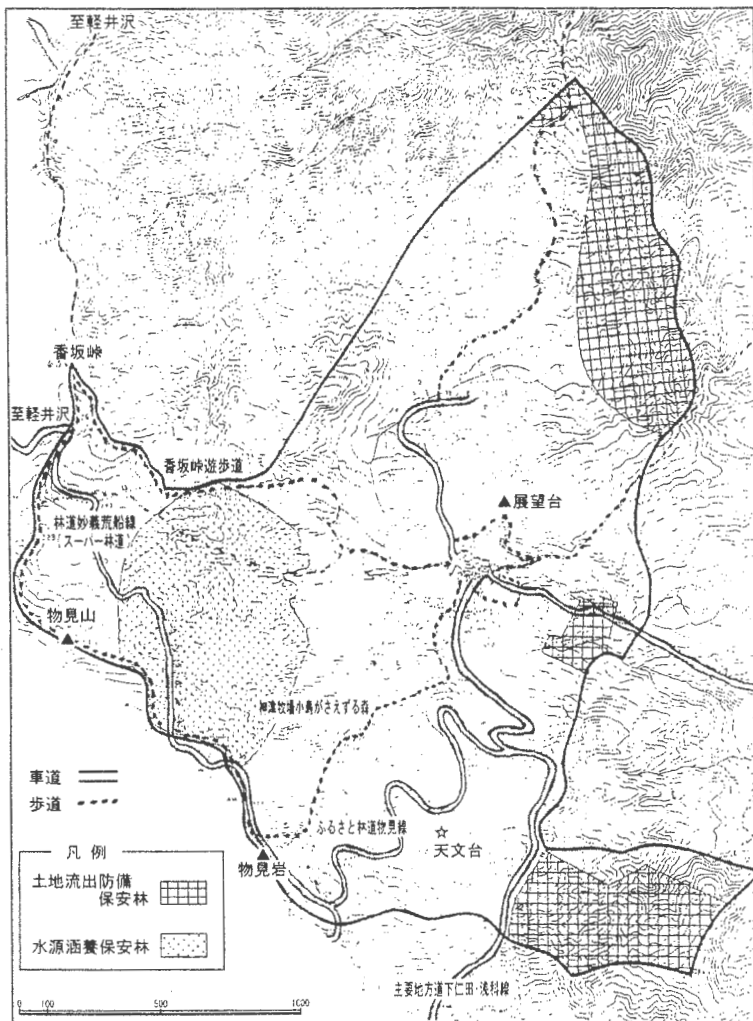 至軽井沢
香坂峠
至軽井沢
香坂峠遊歩道
林道妙義荒船線
(スーパー林道)
▲展望台
物見山
▲
神津牧場小鳥がさえずる森
車道
歩道
ふるさと林道物見線
☆
天文台
▲
物見岩
凡例
土地流出防備
保安林
水源涵養保安林
主要地方道下仁田・浅科線
0 100 500 1000